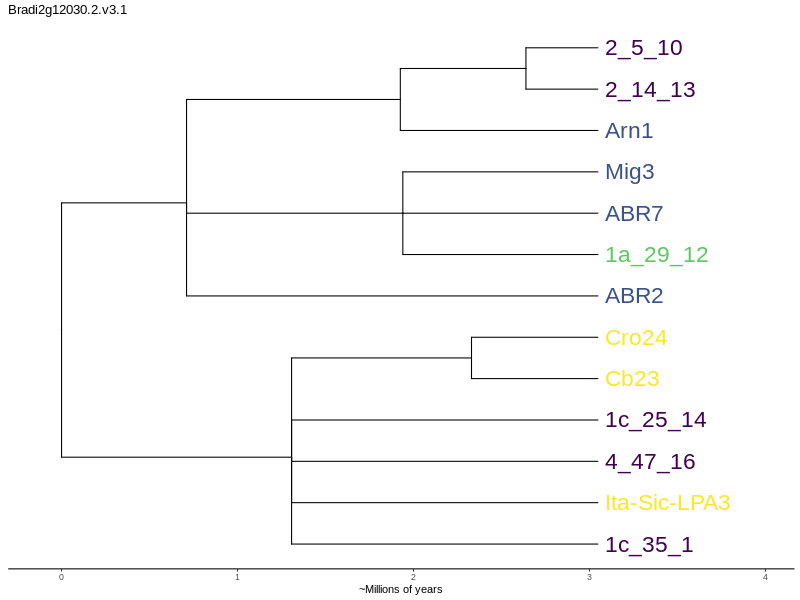 Bradi2g12030.2.v3.1
2_5_10
2_14_13
Arn1
Mig3
ABR7
1a_29_12
ABR2
Cro24
Cb23
1c_25_14
4_47_16
Ita-Sic-LPA3
1c_35_1
0 1 2 3 4
~Millions of years